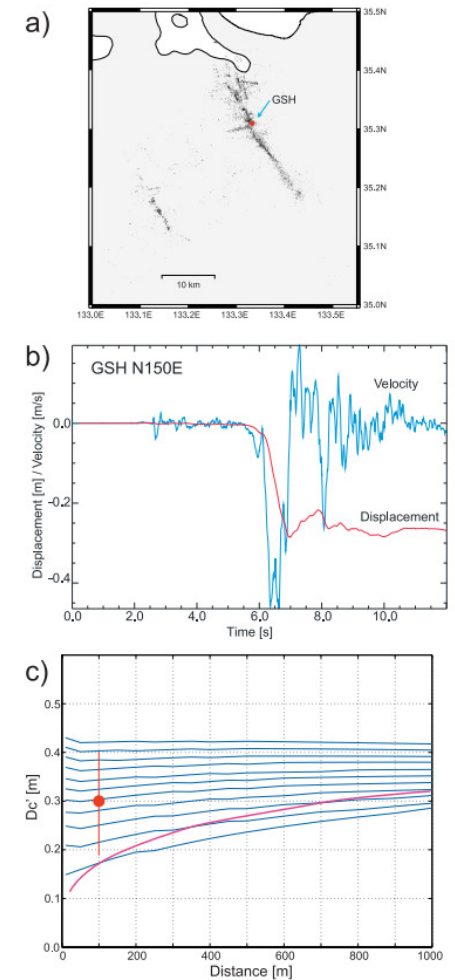 a)
35.5N
35.4N
GSH
35.3N
35.2N
35.1N
10 km
35.0N
133.0E 133.1E 133.2E 133.3E 133.4E 133.5E
b)
GSH N150E
Velocity
0.0
Displacement [m] / Velocity [m/s]
-0.2
Displacement
-0.4
0.0 2.0 4.0 6.0 8.0 10.0
Time [s]
c)
0.5
0.4
Dc' [m]
0.3
0.2
0.1
0.0
0 200 400 600 800 1000
Distance [m]